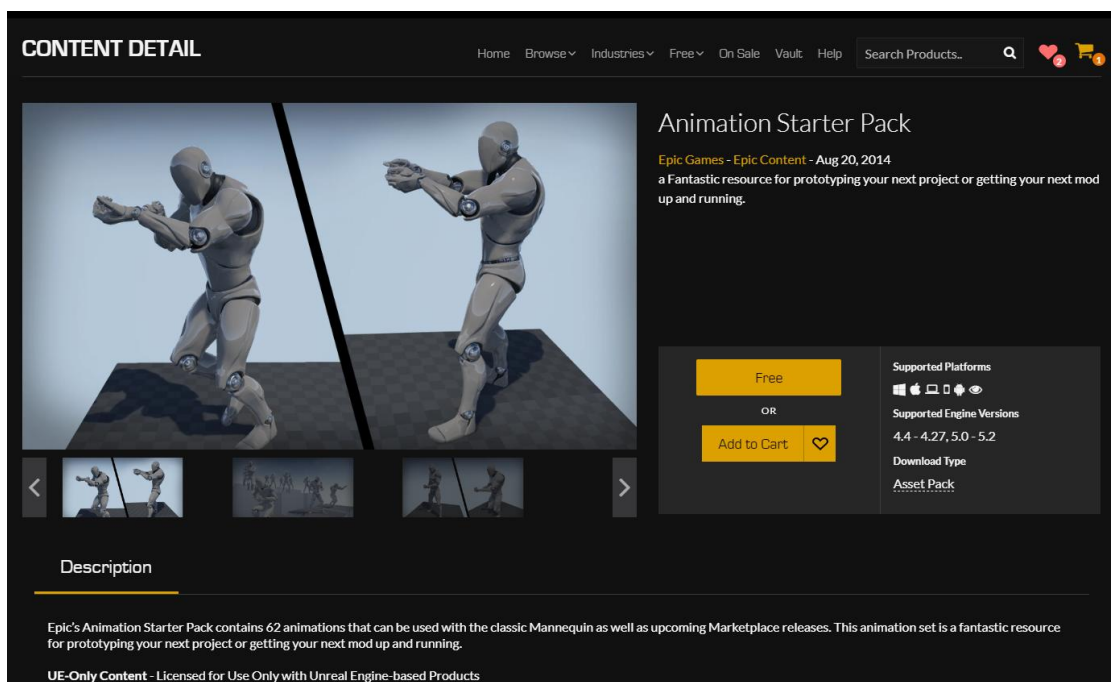 CONTENT DETAIL
Home Browse Industries Free On Sale Vault Help Search Products.. 2 1
Animation Starter Pack
Epic Games - Epic Content - Aug 20, 2014
a Fantastic resource for prototyping your next project or getting your next mod
up and running.
Free
OR
Add to Cart
Supported Platforms
Supported Engine Versions
4.4 - 4.27, 5.0 - 5.2
Download Type
Asset Pack
Description
Epic's Animation Starter Pack contains 62 animations that can be used with the classic Mannequin as well as upcoming Marketplace releases. This animation set is a fantastic resource
for prototyping your next project or getting your next mod up and running.
UE-Only Content - Licensed for Use Only with Unreal Engine-based Products